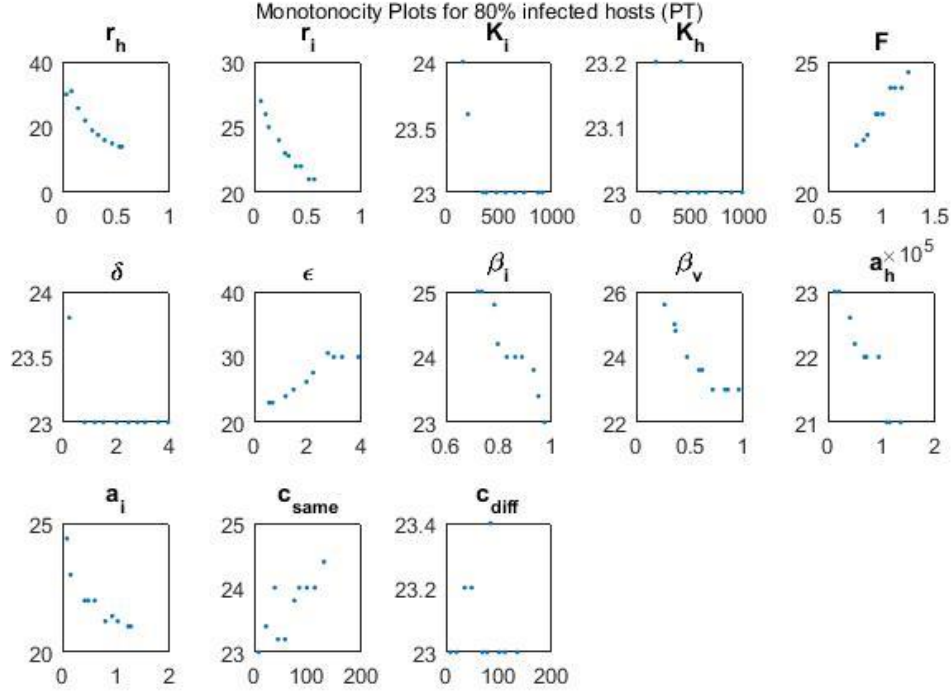 Monotonocity Plots for 80% infected hosts (PT)
r_h r_i K_i K_h F
40 30 24 23.2 25
20 25 23.5 23.1
0 20 23 23 20
0 0.5 1 0 0.5 1 0 500 1000 0 500 1000 0.5 1 1.5
δ ϵ β_i β_v a_h ×10^5
24 40 25 26 23
23.5 30 24 24 22
23 20 23 22 21
0 2 4 0 2 4 0.6 0.8 1 0 0.5 1 0 1 2
a_i c_same c_diff
25 25 23.4
24 23.2
20 23 23
0 1 2 0 100 200 0 100 200